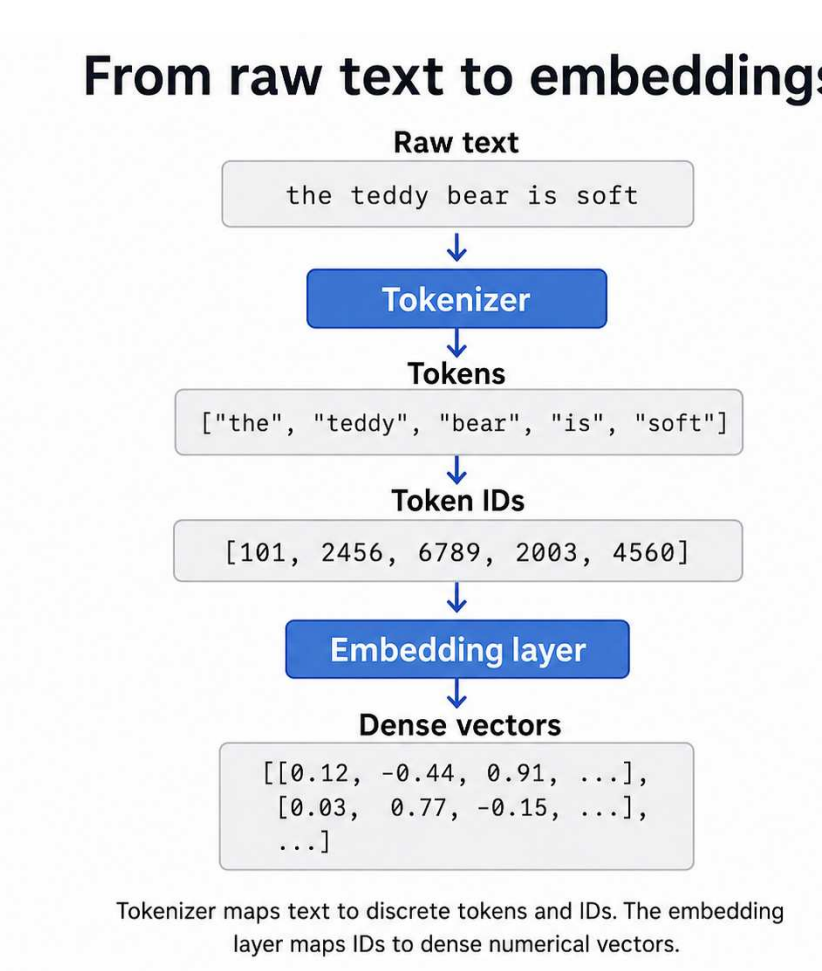 From raw text to embeddings
Raw text
the teddy bear is soft
Tokenizer
Tokens
["the", "teddy", "bear", "is", "soft"]
Token IDs
[101, 2456, 6789, 2003, 4560]
Embedding layer
Dense vectors
[[0.12, -0.44, 0.91, ...],
[0.03, 0.77, -0.15, ...],
...]
Tokenizer maps text to discrete tokens and IDs. The embedding
layer maps IDs to dense numerical vectors.